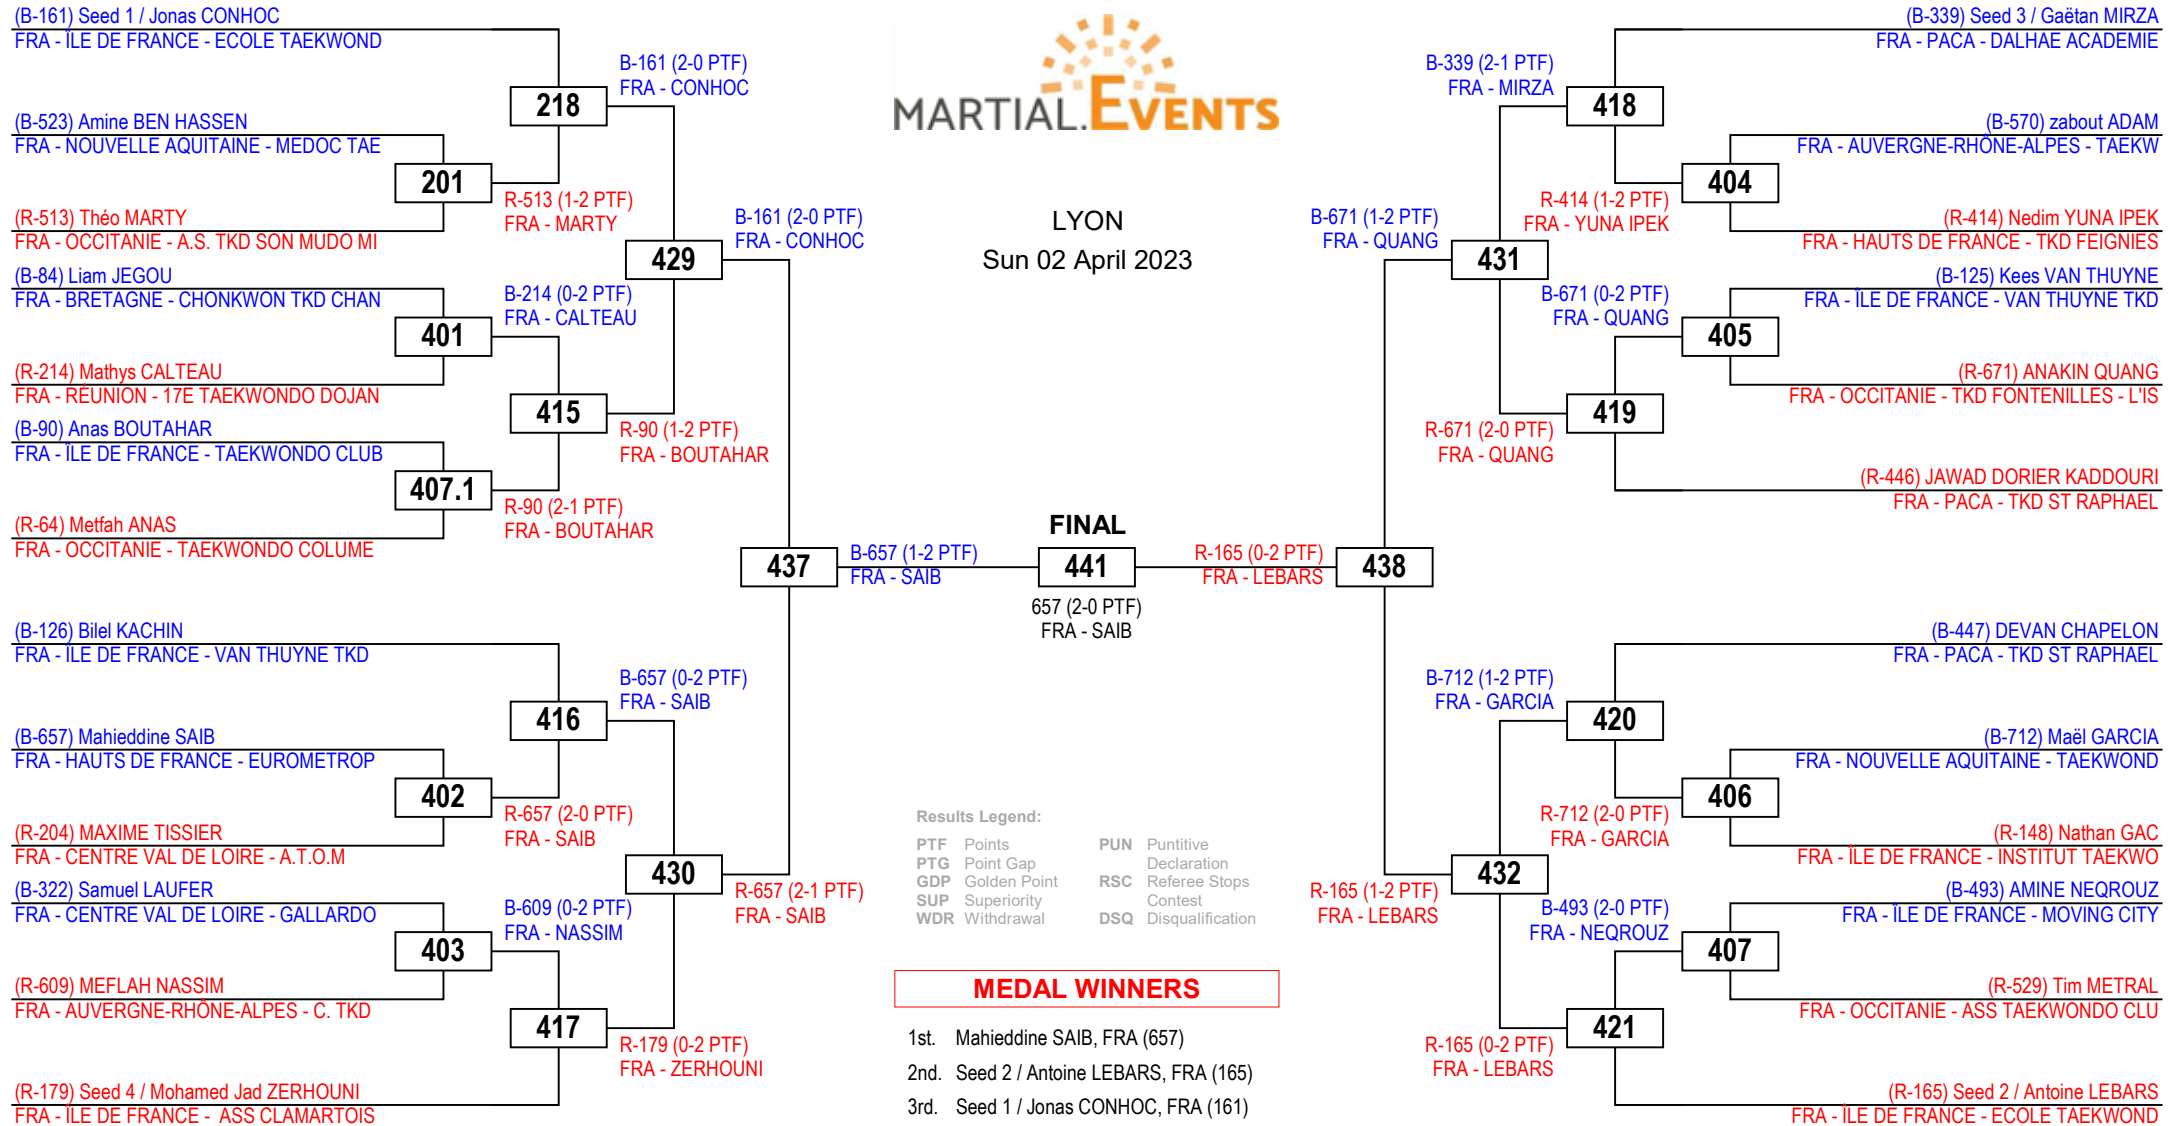 (B-161) Seed 1 / Jonas CONHOC
FRA - ÎLE DE FRANCE - ECOLE TAEKWOND
(B-523) Amine BEN HASSEN
FRA - NOUVELLE AQUITAINE - MEDOC TAE
(R-513) Théo MARTY
FRA - OCCITANIE - A.S. TKD SON MUDO MI
(B-84) Liam JEGOU
FRA - BRETAGNE - CHONKWON TKD CHAN
(R-214) Mathys CALTEAU
FRA - RÉUNION - 17E TAEKWONDO DOJAN
(B-90) Anas BOUTAHAR
FRA - ÎLE DE FRANCE - TAEKWONDO CLUB
(R-64) Metfah ANAS
FRA - OCCITANIE - TAEKWONDO COLUME
(B-126) Bilel KACHIN
FRA - ÎLE DE FRANCE - VAN THUYNE TKD
(B-657) Mahieddine SAIB
FRA - HAUTS DE FRANCE - EUROMETROP
(R-204) MAXIME TISSIER
FRA - CENTRE VAL DE LOIRE - A.T.O.M
(B-322) Samuel LAUFER
FRA - CENTRE VAL DE LOIRE - GALLARDO
(R-609) MEFLAH NASSIM
FRA - AUVERGNE-RHÔNE-ALPES - C. TKD
(R-179) Seed 4 / Mohamed Jad ZERHOUNI
FRA - ÎLE DE FRANCE - ASS CLAMARTOIS
201
401
407.1
402
403
R-513 (1-2 PTF)
FRA - MARTY
B-214 (0-2 PTF)
FRA - CALTEAU
R-90 (2-1 PTF)
FRA - BOUTAHAR
R-657 (2-0 PTF)
FRA - SAIB
B-609 (0-2 PTF)
FRA - NASSIM
218
415
416
417
B-161 (2-0 PTF)
FRA - CONHOC
R-90 (1-2 PTF)
FRA - BOUTAHAR
B-657 (0-2 PTF)
FRA - SAIB
R-179 (0-2 PTF)
FRA - ZERHOUNI
429
430
B-161 (2-0 PTF)
FRA - CONHOC
R-657 (2-1 PTF)
FRA - SAIB
437
B-657 (1-2 PTF)
FRA - SAIB
MARTIAL.EVENTS
LYON
Sun 02 April 2023
FINAL
441
657 (2-0 PTF)
FRA - SAIB
Results Legend:
PTF Points
PTG Point Gap
GDP Golden Point
SUP Superiority
WDR Withdrawal
PUN Puntitive
Declaration
RSC Referee Stops
Contest
DSQ Disqualification
MEDAL WINNERS
1st. Mahieddine SAIB, FRA (657)
2nd. Seed 2 / Antoine LEBARS, FRA (165)
3rd. Seed 1 / Jonas CONHOC, FRA (161)
R-165 (0-2 PTF)
FRA - LEBARS
438
B-671 (1-2 PTF)
FRA - QUANG
R-165 (1-2 PTF)
FRA - LEBARS
431
432
B-339 (2-1 PTF)
FRA - MIRZA
R-671 (2-0 PTF)
FRA - QUANG
B-712 (1-2 PTF)
FRA - GARCIA
R-165 (0-2 PTF)
FRA - LEBARS
418
419
420
421
R-414 (1-2 PTF)
FRA - YUNA IPEK
B-671 (0-2 PTF)
FRA - QUANG
R-712 (2-0 PTF)
FRA - GARCIA
B-493 (2-0 PTF)
FRA - NEQROUZ
404
405
406
407
(B-339) Seed 3 / Gaëtan MIRZA
FRA - PACA - DALHAE ACADEMIE
(B-570) zabout ADAM
FRA - AUVERGNE-RHÔNE-ALPES - TAEKW
(R-414) Nedim YUNA IPEK
FRA - HAUTS DE FRANCE - TKD FEIGNIES
(B-125) Kees VAN THUYNE
FRA - ÎLE DE FRANCE - VAN THUYNE TKD
(R-671) ANAKIN QUANG
FRA - OCCITANIE - TKD FONTENILLES - L'IS
(R-446) JAWAD DORIER KADDOURI
FRA - PACA - TKD ST RAPHAEL
(B-447) DEVAN CHAPELON
FRA - PACA - TKD ST RAPHAEL
(B-712) Maël GARCIA
FRA - NOUVELLE AQUITAINE - TAEKWOND
(R-148) Nathan GAC
FRA - ÎLE DE FRANCE - INSTITUT TAEKWO
(B-493) AMINE NEQROUZ
FRA - ÎLE DE FRANCE - MOVING CITY
(R-529) Tim METRAL
FRA - OCCITANIE - ASS TAEKWONDO CLU
(R-165) Seed 2 / Antoine LEBARS
FRA - ÎLE DE FRANCE - ECOLE TAEKWOND